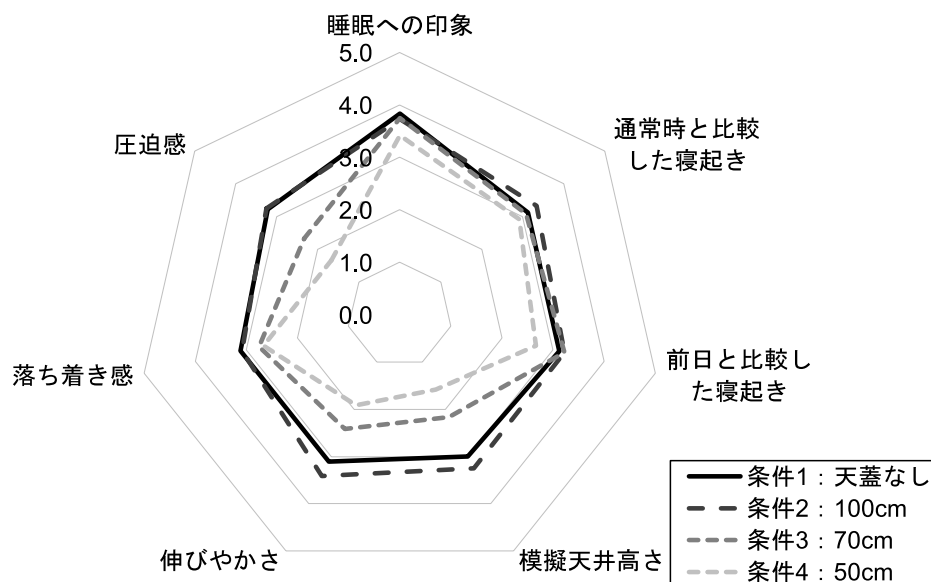 睡眠への印象
5.0
4.0
3.0
2.0
1.0
0.0
通常時と比較
した寝起き
前日と比較し
た寝起き
模擬天井高さ
伸びやかさ
落ち着き感
圧迫感
条件1：天蓋なし
条件2：100cm
条件3：70cm
条件4：50cm